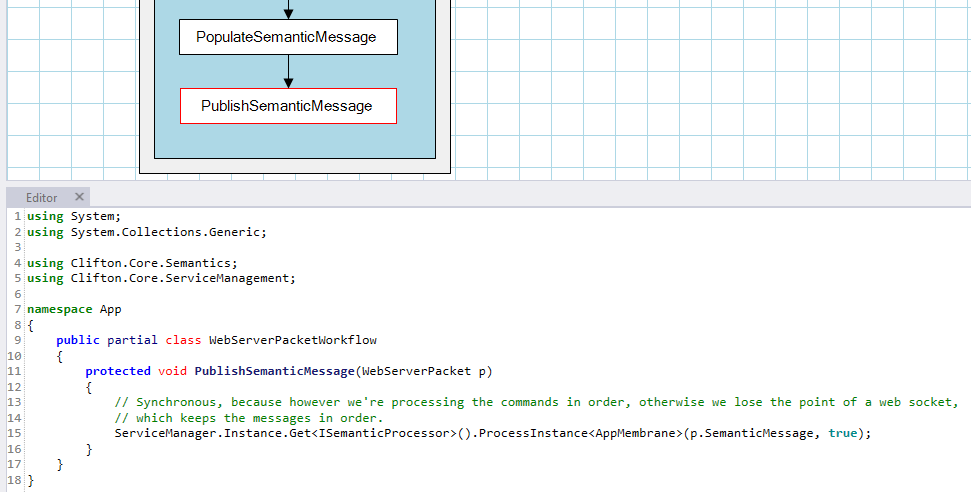 PopulateSemanticMessage
PublishSemanticMessage
Editor ✕
1 using System;
2 using System.Collections.Generic;
3
4 using Clifton.Core.Semantics;
5 using Clifton.Core.ServiceManagement;
6
7 namespace App
8 {
9     public partial class WebServerPacketWorkflow
10     {
11         protected void PublishSemanticMessage(WebServerPacket p)
12         {
13             // Synchronous, because however we're processing the commands in order, otherwise we lose the point of a web socket,
14             // which keeps the messages in order.
15             ServiceManager.Instance.Get<ISemanticProcessor>().ProcessInstance<AppMembrane>(p.SemanticMessage, true);
16         }
17     }
18 }